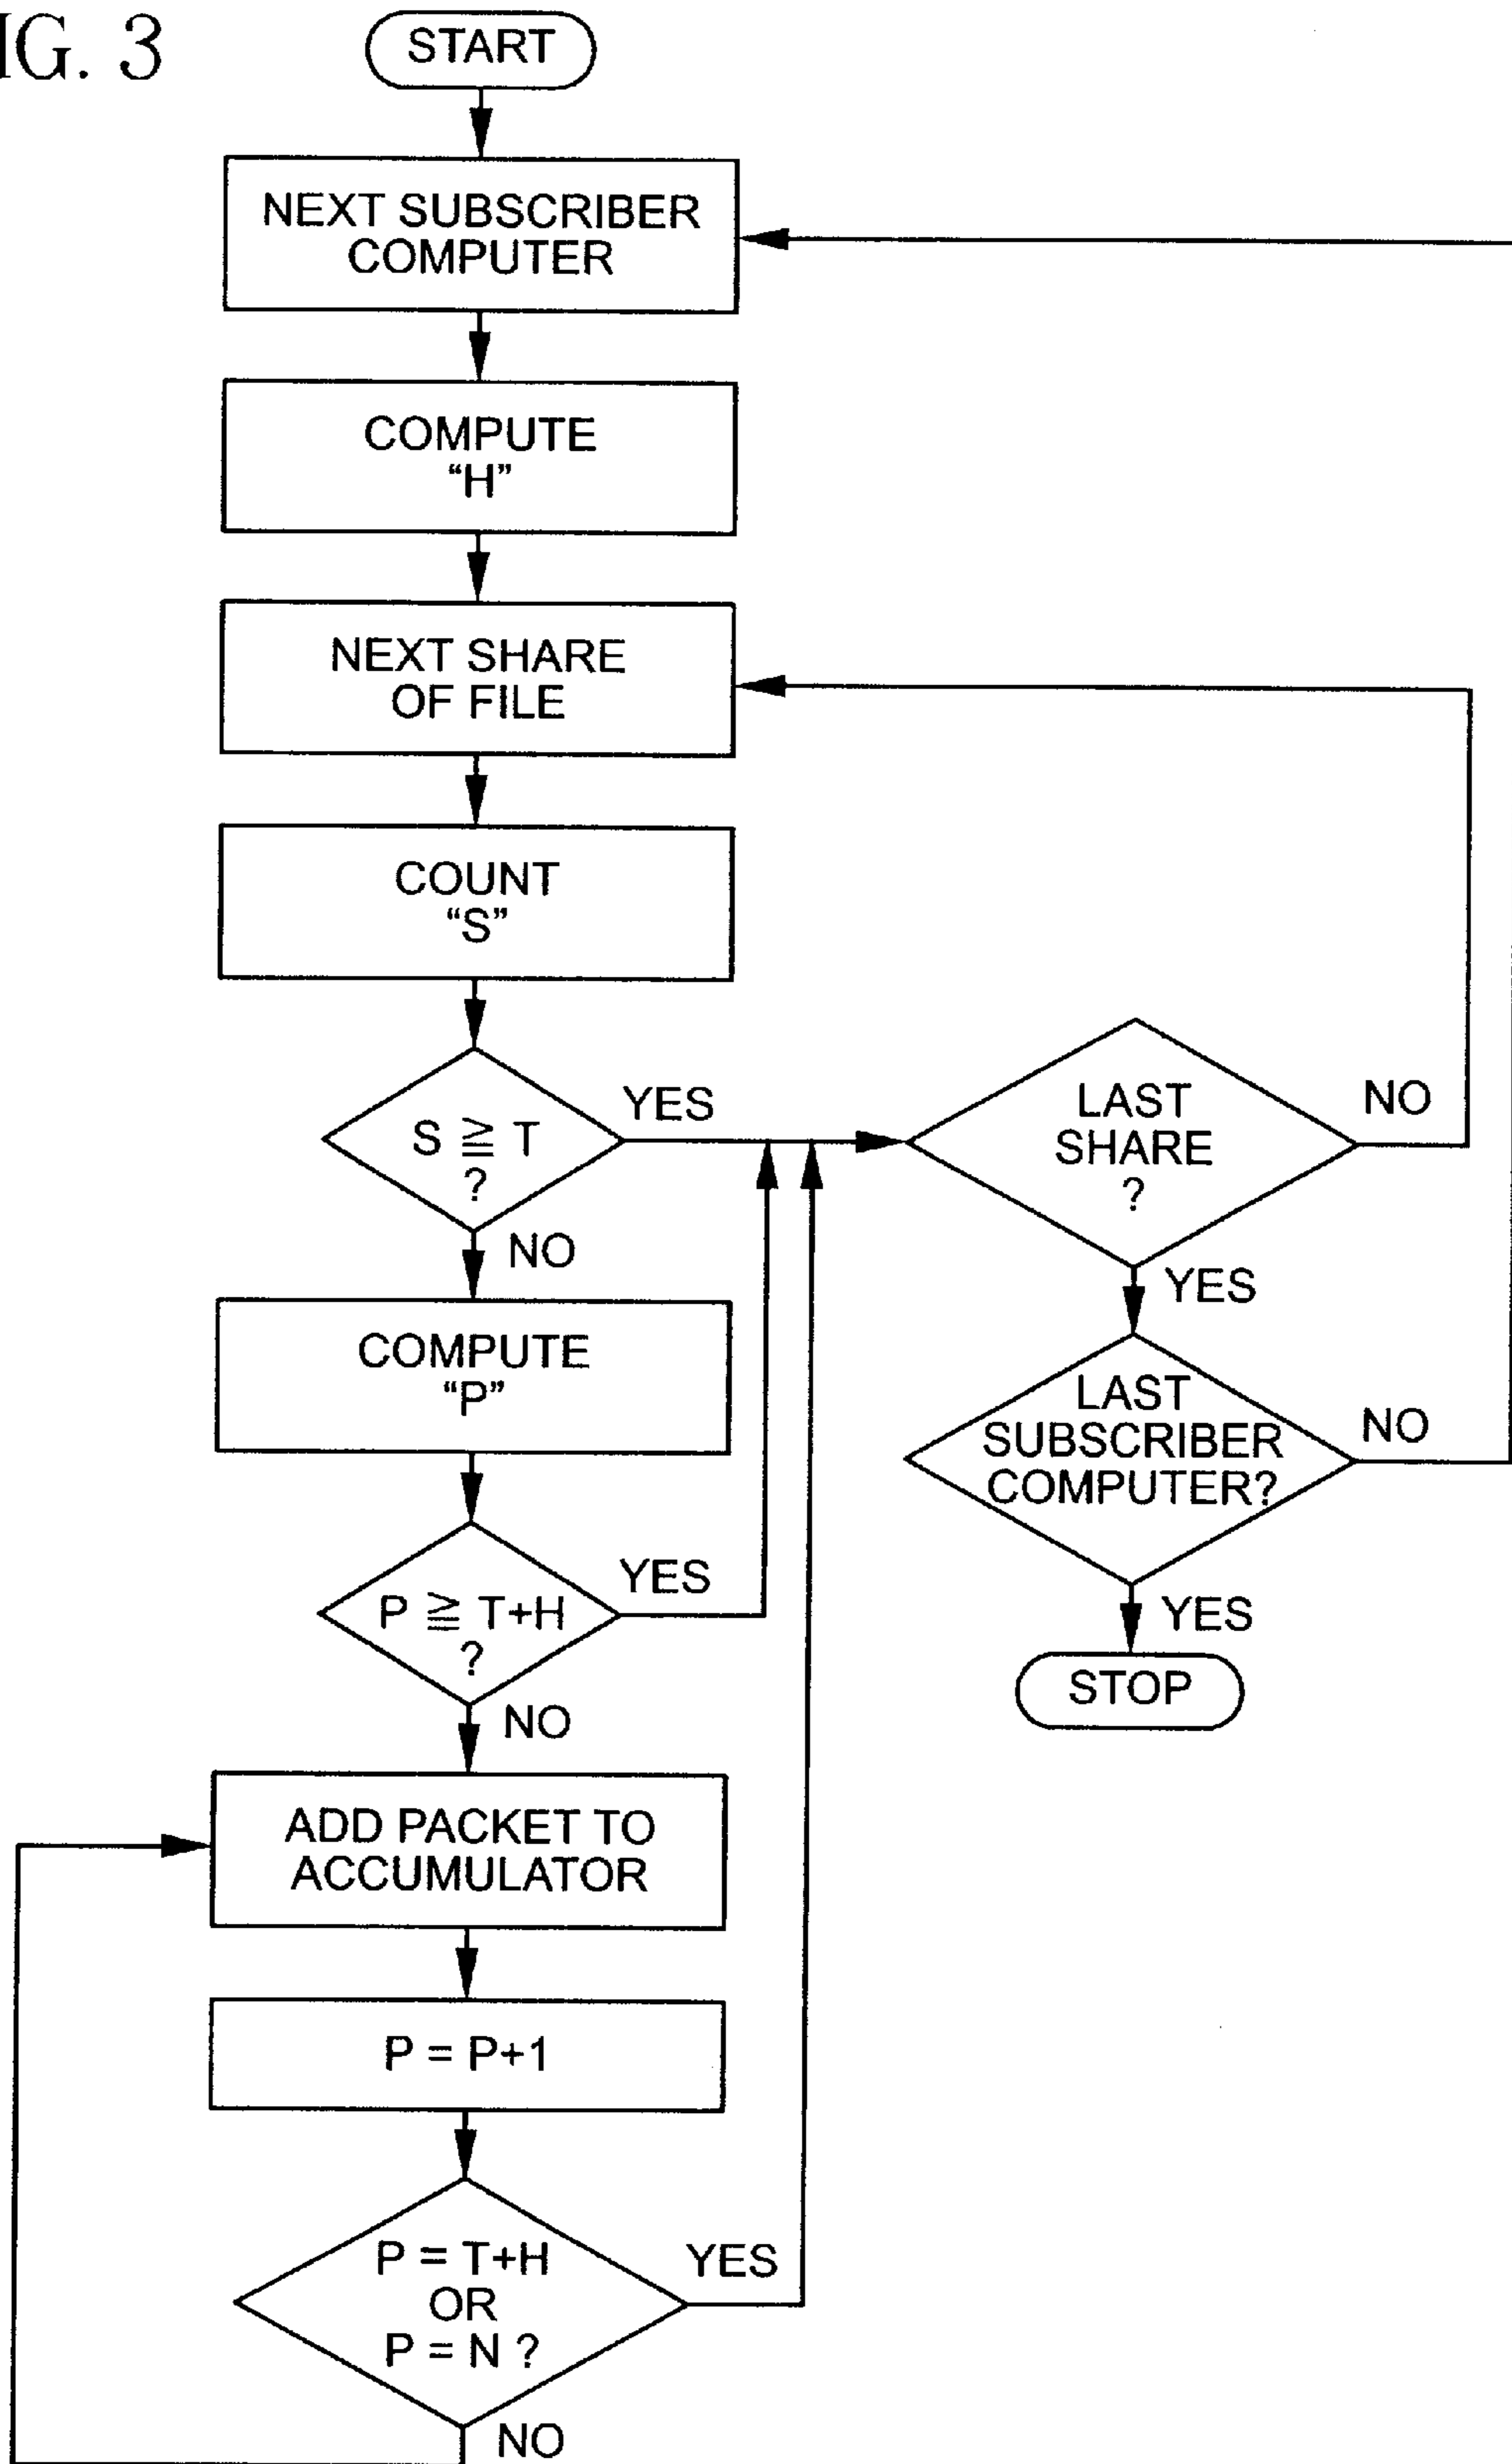 IG. 3
START
NEXT SUBSCRIBER
COMPUTER
COMPUTE
“H”
NEXT SHARE
OF FILE
COUNT
“S”
S ≧ T
?
YES
NO
LAST
SHARE
?
NO
YES
COMPUTE
“P”
LAST
SUBSCRIBER
COMPUTER?
NO
YES
STOP
P ≧ T+H
?
YES
NO
ADD PACKET TO
ACCUMULATOR
P = P+1
P = T+H
OR
P = N ?
YES
NO